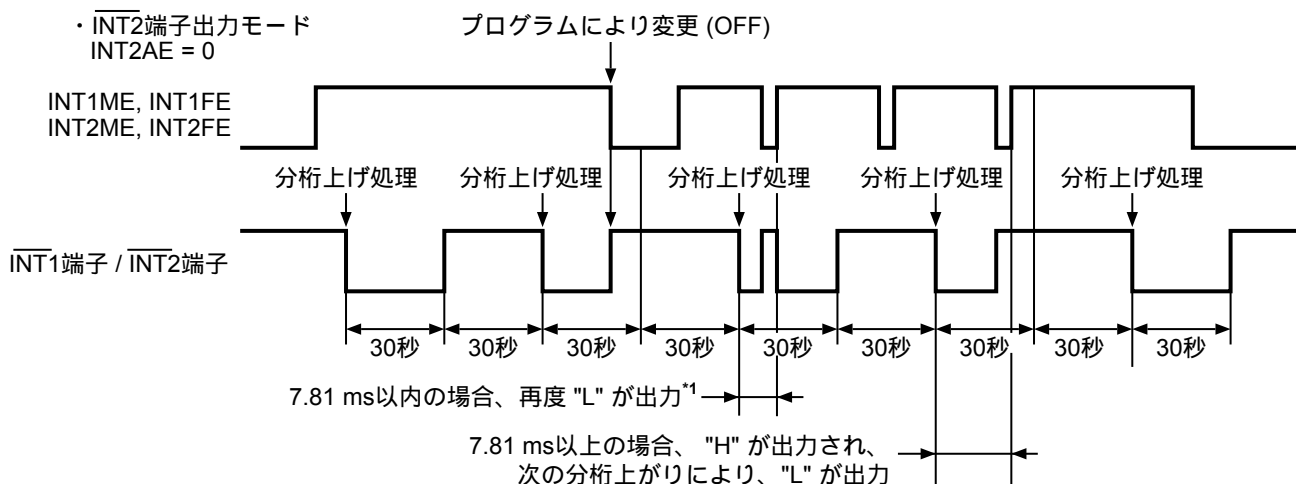 ・INT2端子出力モード
INT2AE = 0
プログラムにより変更 (OFF)
INT1ME, INT1FE
INT2ME, INT2FE
分桁上げ処理 分桁上げ処理 分桁上げ処理 分桁上げ処理 分桁上げ処理
INT1端子 / INT2端子
30秒 30秒 30秒 30秒 30秒 30秒 30秒 30秒 30秒
7.81 ms以内の場合、再度 "L" が出力*1
7.81 ms以上の場合、 "H" が出力され、
次の分桁上がりにより、"L" が出力